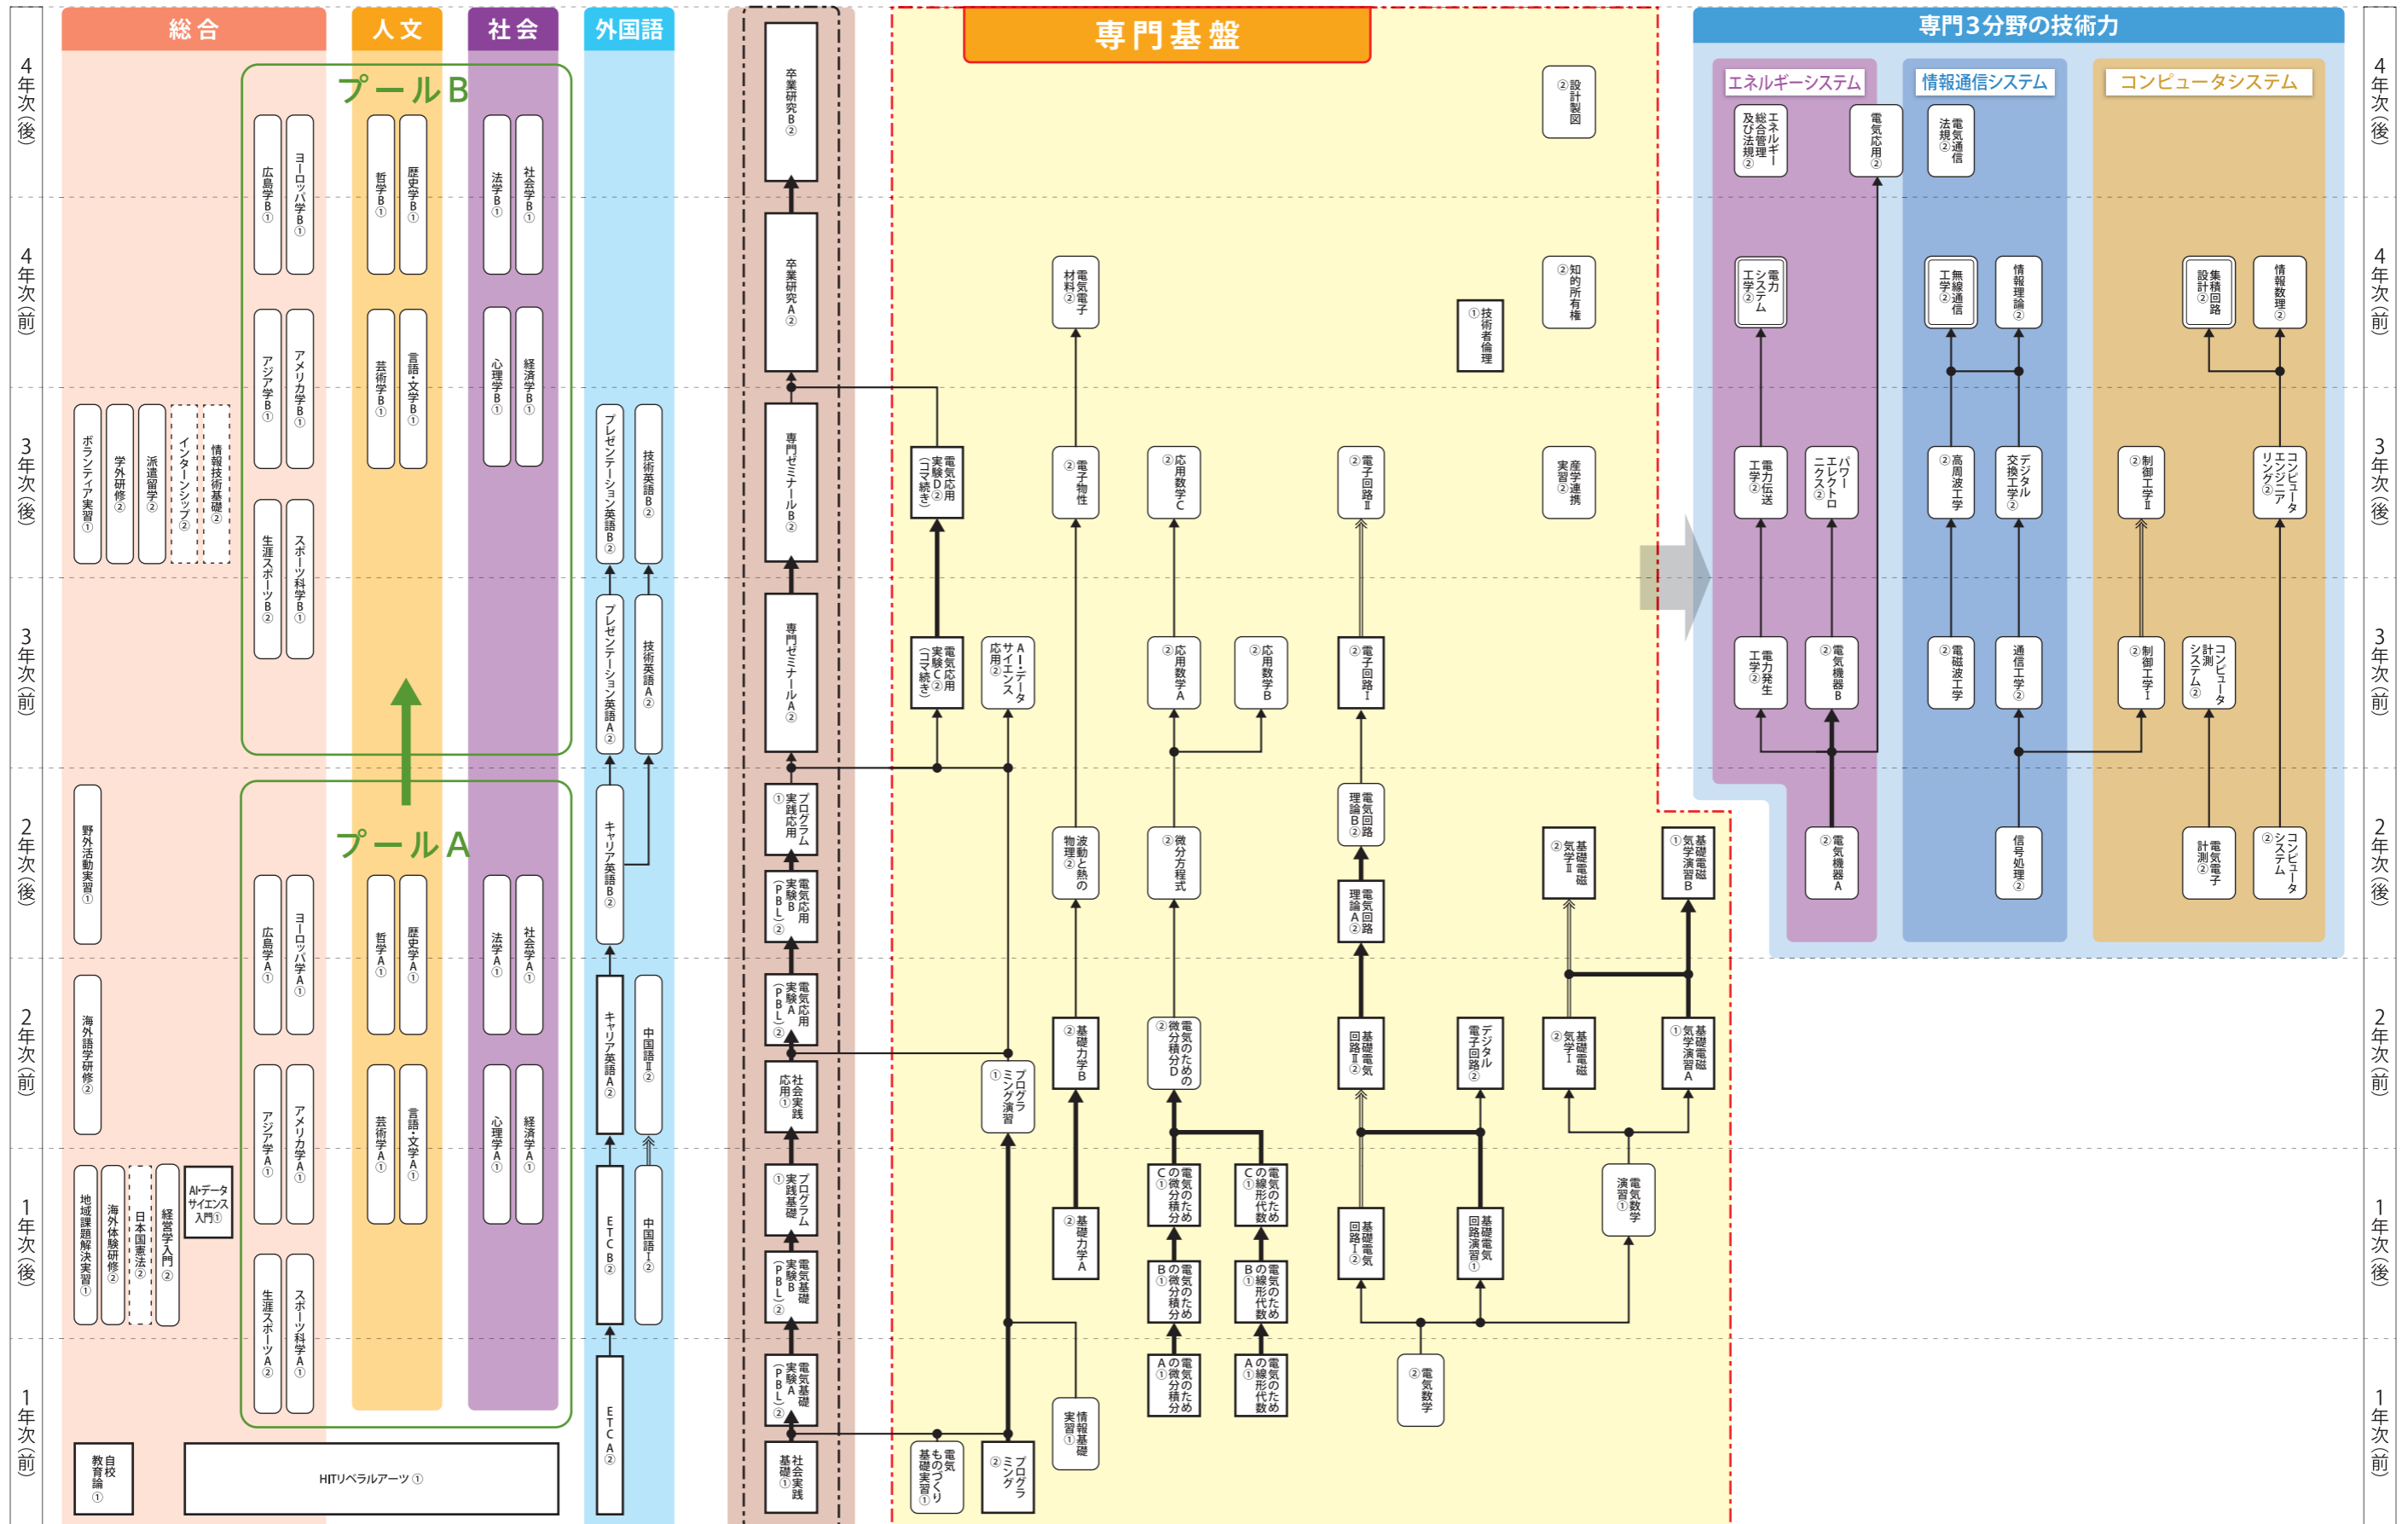 総合
人文
社会
外国語
専門基盤
専門3分野の技術力
エネルギーシステム
情報通信システム
コンピュータシステム
4年次(後)
4年次(前)
3年次(後)
3年次(前)
2年次(後)
2年次(前)
1年次(後)
1年次(前)
プールB
広島学B①
ヨーロッパ学B①
哲学B①
歴史学B①
法学B①
社会学B①
アジア学B①
アメリカ学B①
芸術学B①
言語・文学B①
心理学B①
経済学B①
生涯スポーツB②
スポーツ科学B①
ボランティア実習①
学外研修②
派遣留学②
インターンシップ②
情報技術基礎②
プールA
野外活動実習①
海外語学研修②
広島学A①
ヨーロッパ学A①
哲学A①
歴史学A①
法学A①
社会学A①
アジア学A①
アメリカ学A①
芸術学A①
言語・文学A①
心理学A①
経済学A①
生涯スポーツA②
スポーツ科学A①
地域課題解決実習①
海外体験研修②
日本国憲法②
経営学入門②
AI・データ
サイエンス
入門①
自校
教育論
①
HITリベラルアーツ ①
プレゼンテーション英語B②
技術英語B②
プレゼンテーション英語A②
技術英語A②
キャリア英語B②
キャリア英語A②
中国語Ⅱ②
ETC B②
中国語Ⅰ②
ETC A②
卒業研究B②
卒業研究A②
専門ゼミナールB②
専門ゼミナールA②
プログラム
実践応用
①
電気応用
実験B
(PBL)②
電気応用
実験A
(PBL)②
社会実践
応用①
プログラム
実践基礎
①
電気基礎
実験B
(PBL)②
電気基礎
実験A
(PBL)②
社会実践
基礎①
電気応用
実験D②
(コマ続き)
電気応用
実験C②
(コマ続き)
AI・データ
サイエンス
応用②
プログラ
ミング演習
①
電気
ものづくり
基礎実習①
プログラ
ミング
②
情報基礎
実習①
電気電子
材料②
電子物性
②
波動と熱の
物理②
基礎力学B
②
基礎力学A
②
応用数学C
②
応用数学A
②
応用数学B
②
微分方程式
②
電気のための
微分積分D
②
電気のため
の微分積分
C①
電気のため
の線形代数
C①
電気のため
の微分積分
B①
電気のため
の線形代数
B①
電気のため
の微分積分
A①
電気のため
の線形代数
A①
電子回路Ⅱ
②
電子回路Ⅰ
②
電気回路
理論B②
電気回路
理論A②
基礎電気
回路Ⅱ②
デジタル
電子回路
②
基礎電気
回路Ⅰ②
基礎電気
回路演習
①
電気数学
②
電気数学
演習①
基礎電磁
気学Ⅱ
②
基礎電磁
気学演習B
①
基礎電磁
気学Ⅰ
②
基礎電磁
気学演習A
①
設計製図
②
知的所有権
②
技術者倫理
①
産学連携
実習②
エネルギー
総合管理
及び法規②
電気応用②
電力
システム
工学②
電力伝送
工学②
パワー
エレクトロ
ニクス②
電力発生
工学②
電気機器B
②
電気機器A
②
電気通信
法規②
無線通信
工学②
情報理論②
高周波工学
②
デジタル
交換工学②
電磁波工学
②
通信工学②
信号処理②
集積回路
設計②
情報数理②
制御工学Ⅱ
②
コンピュータ
エンジニア
リング②
制御工学Ⅰ
②
コンピュータ
計測
システム②
電気電子
計測②
コンピュータ
システム
②
4年次(後)
4年次(前)
3年次(後)
3年次(前)
2年次(後)
2年次(前)
1年次(後)
1年次(前)